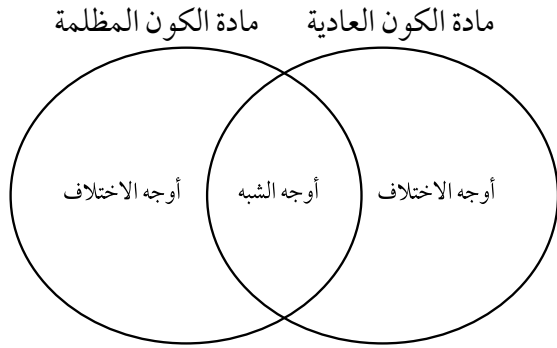 مادة الكون العادية
مادة الكون المظلمة
أوجه الاختلاف
أوجه الشبه
أوجه الاختلاف